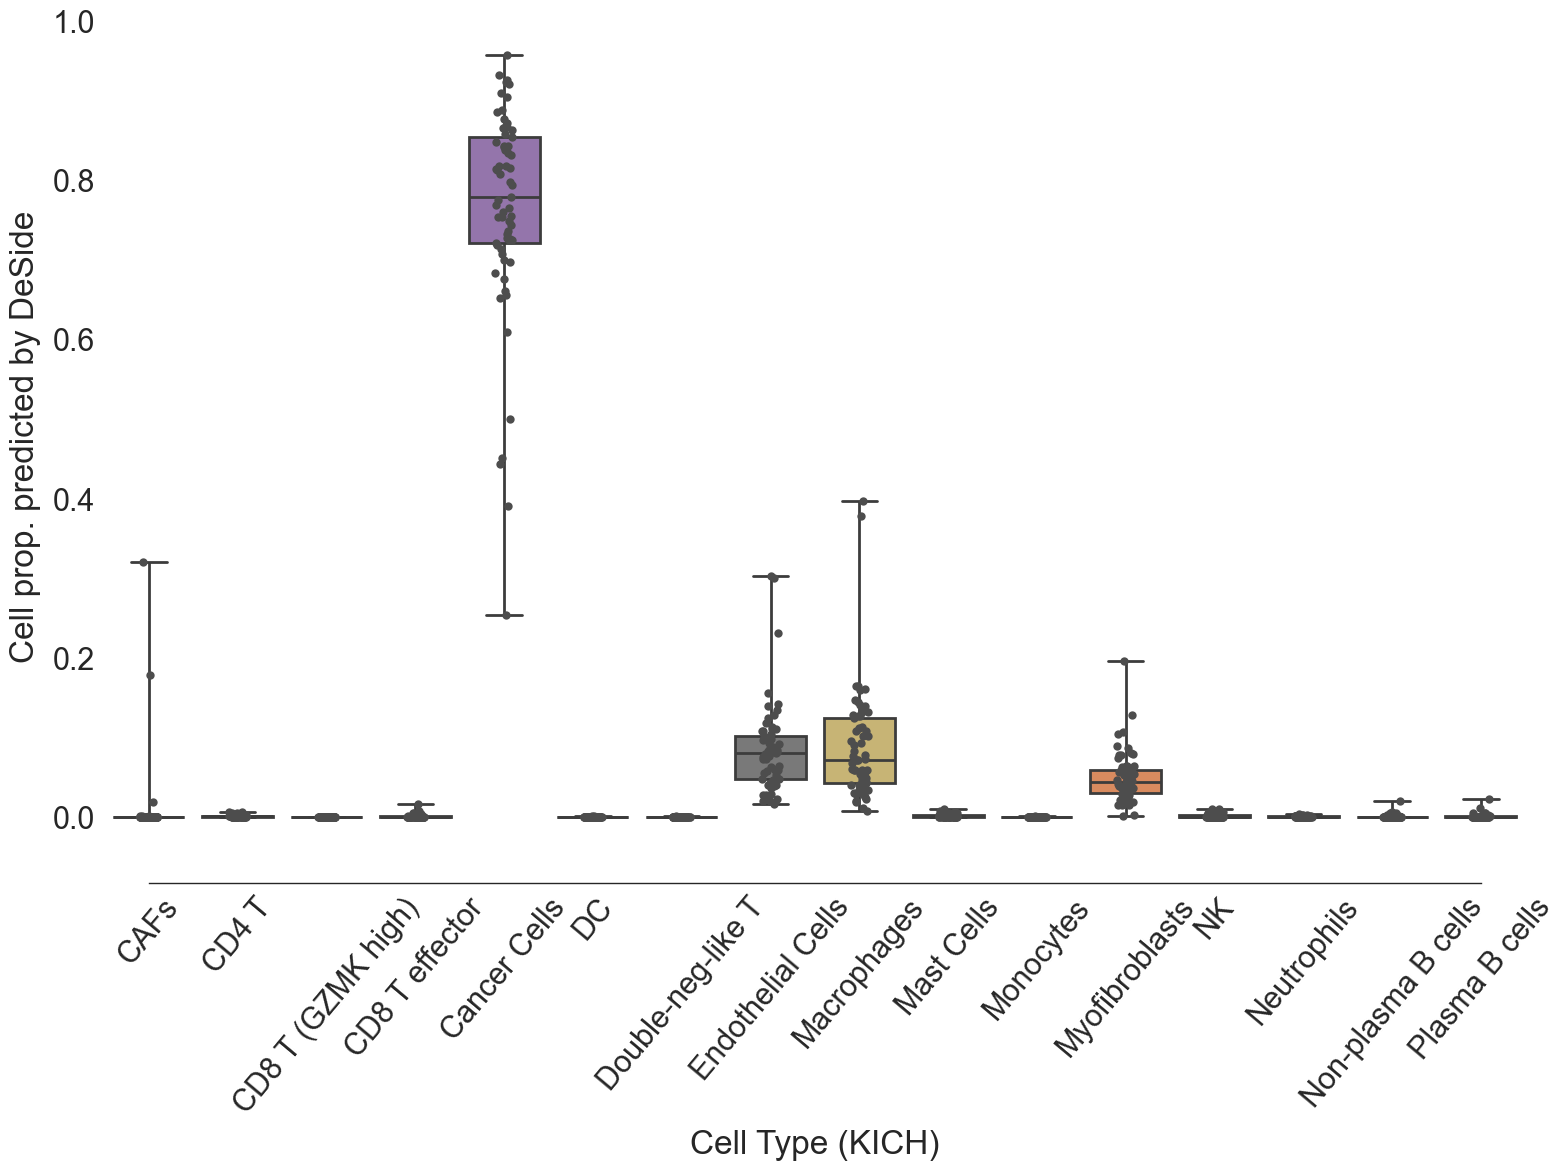 1.0
0.8
0.6
0.4
0.2
0.0
Cell prop. predicted by DeSide
CAFs
CD4 T
CD8 T (GZMK high)
CD8 T effector
Cancer Cells
DC
Double-neg-like T
Endothelial Cells
Macrophages
Mast Cells
Monocytes
Myofibroblasts
NK
Neutrophils
Non-plasma B cells
Plasma B cells
Cell Type (KICH)